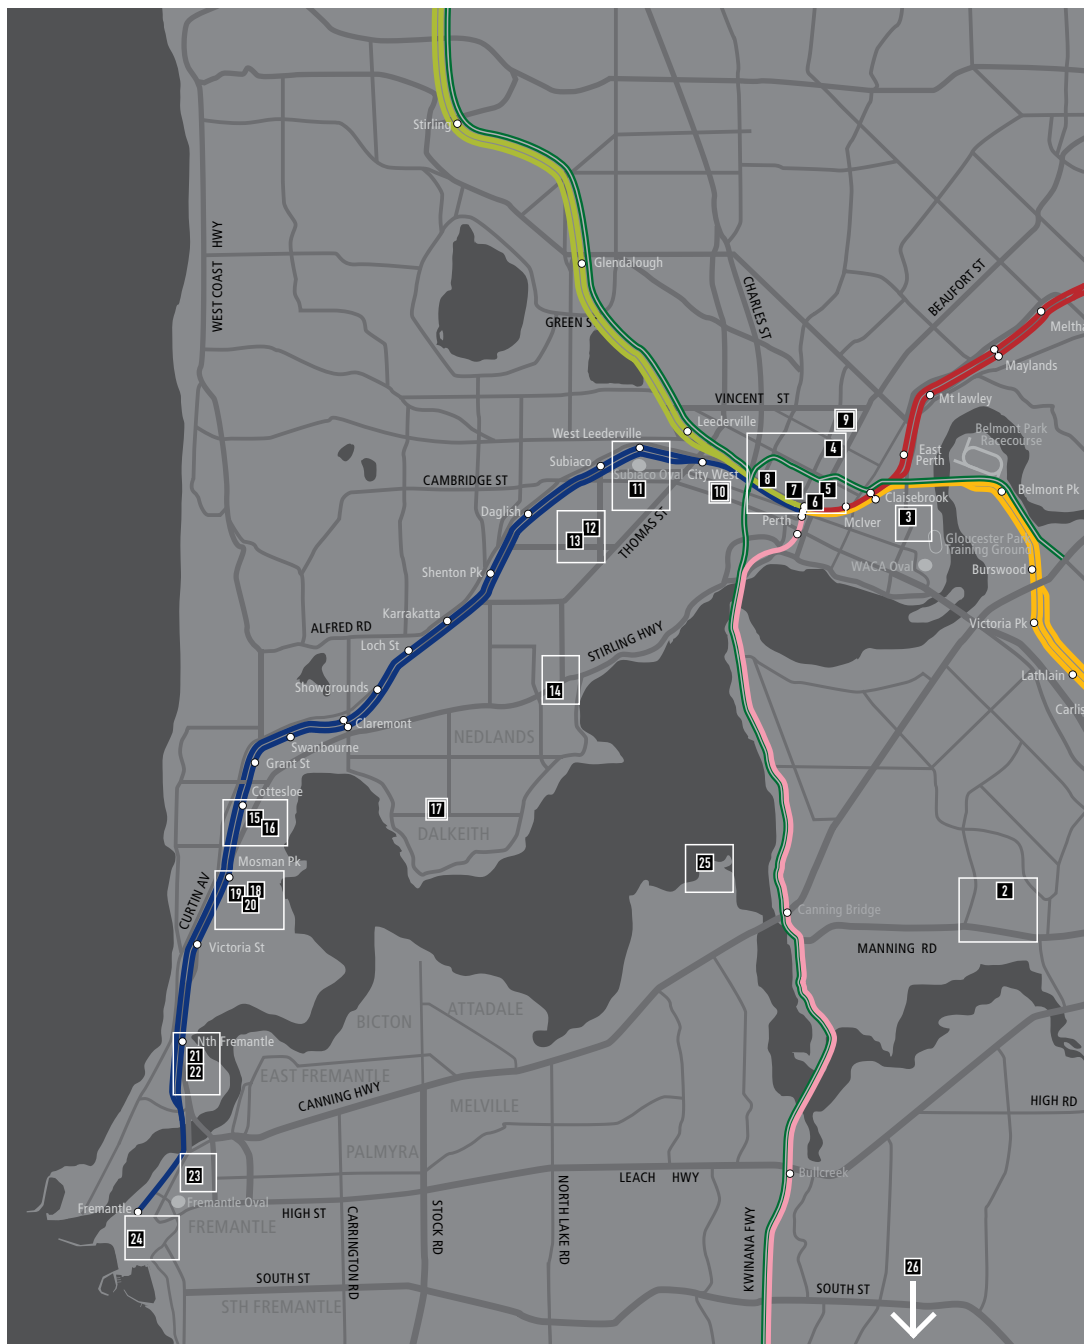 Stirling
WEST COAST HWY
Glendalough
GREEN ST
CHARLES ST
BEAUFORT ST
Maylands
Mt lawley
VINCENT ST
9
Leederville
Belmont Park
Racecourse
West Leederville
4
East
Perth
Subiaco
Subiaco Oval
City West
CAMBRIDGE ST
8
7
5
6
10
11
Claisebrook
Belmont Pk
Daglish
THOMAS ST
12
13
Perth
McIver
3
Gloucester Park
Training Ground
WACA Oval
Burswood
Shenton Pk
Karrakatta
Victoria Pk
ALFRED RD
Loch St
STIRLING HWY
Showgrounds
14
Lathlain
Claremont
Swanbourne
NEDLANDS
Grant St
Cottesloe
15
16
17
DALKEITH
Mosman Pk
25
CURTIN AV
19
18
20
2
Canning Bridge
Victoria St
MANNING RD
ATTADALE
BICTON
Nth Fremantle
21
22
EAST FREMANTLE
CANNING HWY
MELVILLE
HIGH RD
PALMYRA
23
LEACH HWY
Bullcreek
Fremantle
Fremantle Oval
HIGH ST
FREMANTLE
CARRINGTON RD
STOCK RD
NORTH LAKE RD
KWINANA FWY
24
26
SOUTH ST
SOUTH ST
STH FREMANTLE